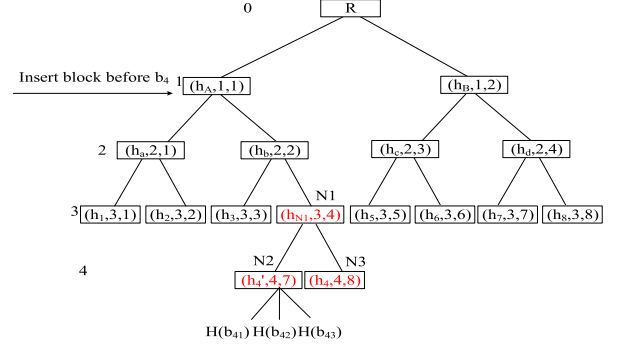 0 R
Insert block before b4
1 (hA,1,1) (hB,1,2)
2 (ha,2,1) (hb,2,2) (hc,2,3) (hd,2,4)
N1
3 (h1,3,1) (h2,3,2) (h3,3,3) (hN1,3,4) (h5,3,5) (h6,3,6) (h7,3,7) (h8,3,8)
N2 N3
4 (h4',4,7) (h4,4,8)
H(b41) H(b42) H(b43)